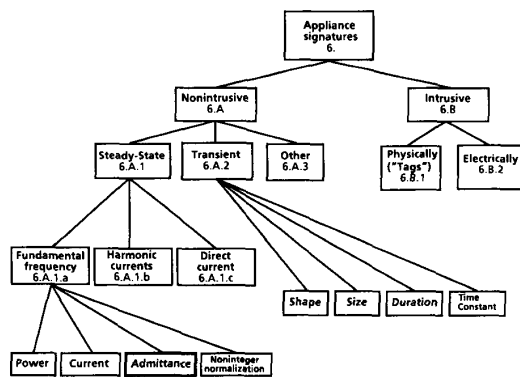 Appliance
signatures
6.
Nonintrusive
6.A
Intrusive
6.B
Steady-State
6.A.1
Transient
6.A.2
Other
6.A.3
Physically
("Tags")
6.B.1
Electrically
6.B.2
Fundamental
frequency
6.A.1.a
Harmonic
currents
6.A.1.b
Direct
current
6.A.1.c
Shape
Size
Duration
Time
Constant
Power
Current
Admittance
Noninteger
normalization